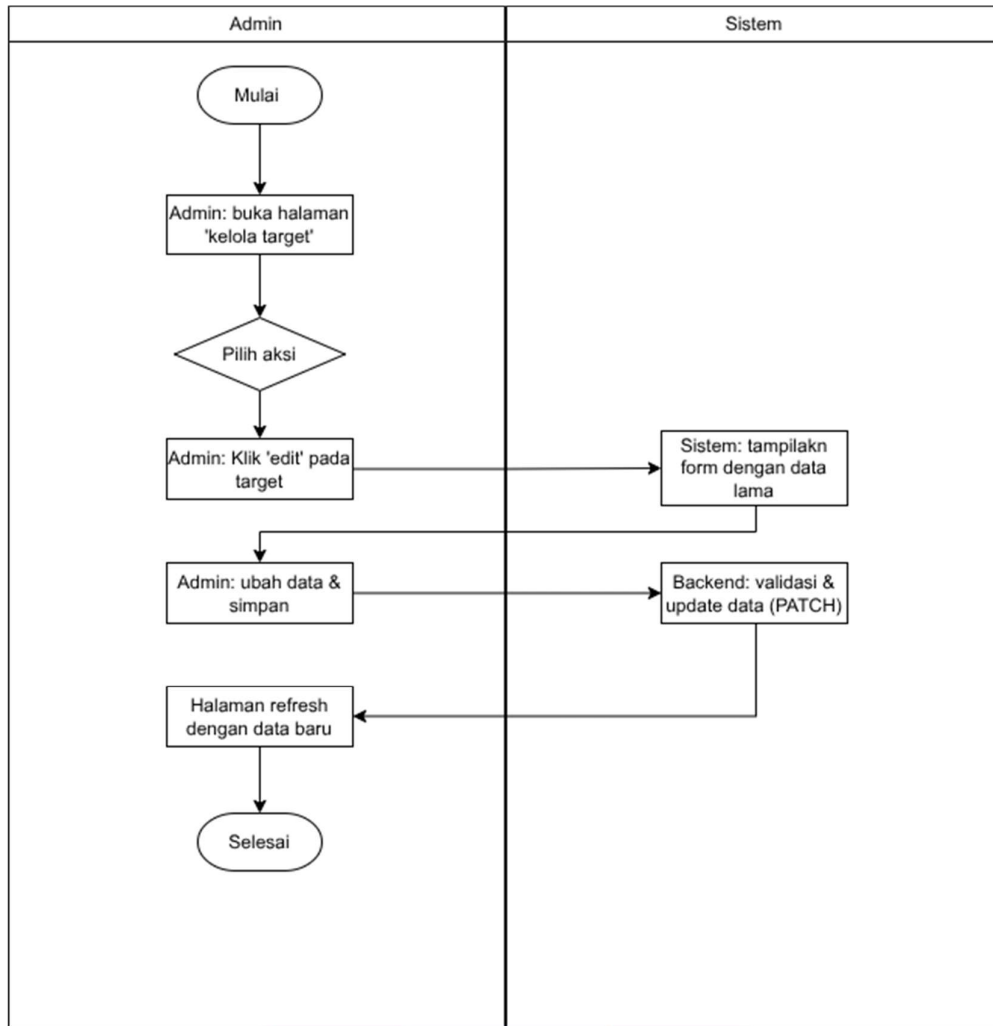 Admin
Sistem
Mulai
Admin: buka halaman
'kelola target'
Pilih aksi
Admin: Klik 'edit' pada
target
Sistem: tampilakn
form dengan data
lama
Admin: ubah data &
simpan
Backend: validasi &
update data (PATCH)
Halaman refresh
dengan data baru
Selesai